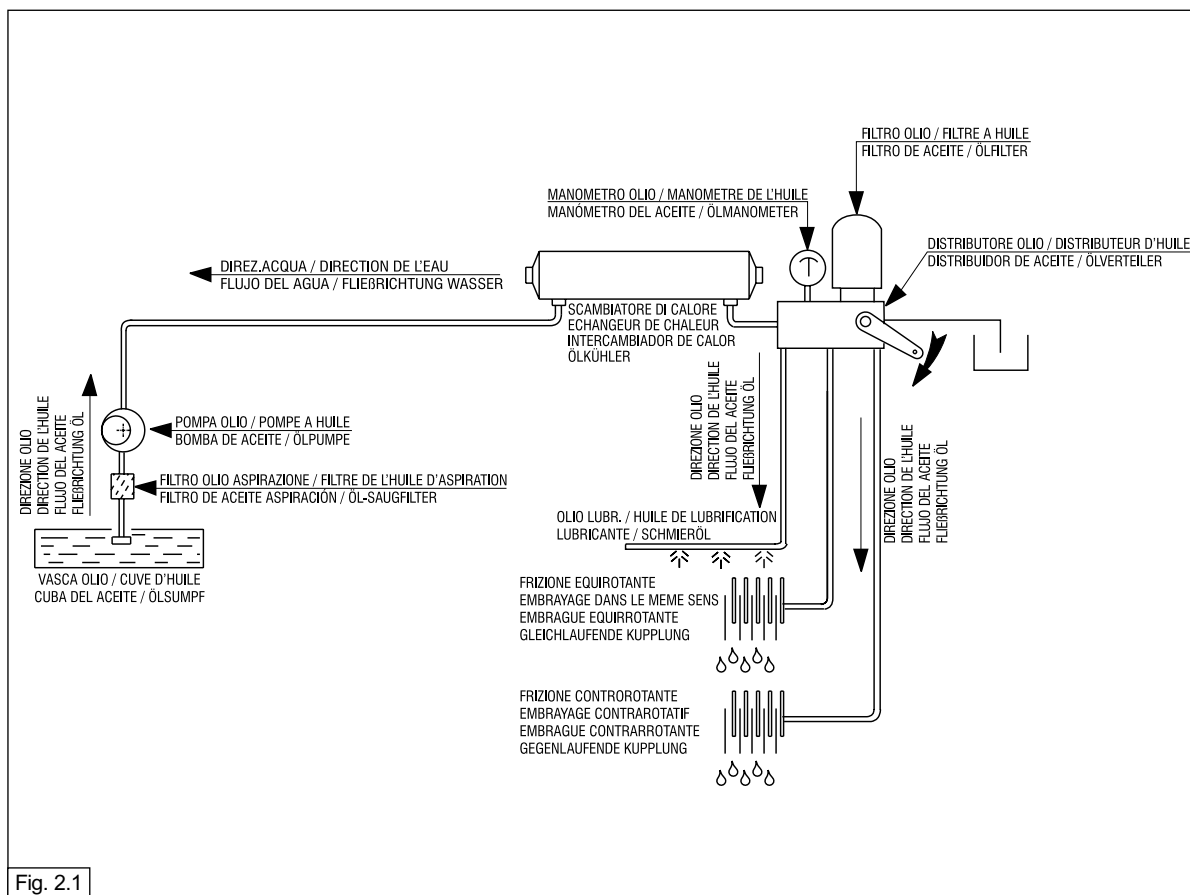 FILTRO OLIO / FILTRE A HUILE
FILTRO DE ACEITE / ÖLFILTER
MANOMETRO OLIO / MANOMETRE DE L'HUILE
MANÓMETRO DEL ACEITE / ÖLMANOMETER
DISTRIBUTORE OLIO / DISTRIBUTEUR D'HUILE
DISTRIBUIDOR DE ACEITE / ÖLVERTEILER
DIREZ.ACQUA / DIRECTION DE L'EAU
FLUJO DEL AGUA / FLIEßRICHTUNG WASSER
SCAMBIATORE DI CALORE
ECHANGEUR DE CHALEUR
INTERCAMBIADOR DE CALOR
ÖLKÜHLER
DIREZIONE OLIO
DIRECTION DE L'HUILE
FLUJO DEL ACEITE
FLIEßRICHTUNG ÖL
POMPA OLIO / POMPE A HUILE
BOMBA DE ACEITE / ÖLPUMPE
FILTRO OLIO ASPIRAZIONE / FILTRE DE L'HUILE D'ASPIRATION
FILTRO DE ACEITE ASPIRACIÓN / ÖL-SAUGFILTER
VASCA OLIO / CUVE D'HUILE
CUBA DEL ACEITE / ÖLSUMPF
DIREZIONE OLIO
DIRECTION DE L'HUILE
FLUJO DEL ACEITE
FLIEßRICHTUNG ÖL
DIREZIONE OLIO
DIRECTION DE L'HUILE
FLUJO DEL ACEITE
FLIEßRICHTUNG ÖL
OLIO LUBR. / HUILE DE LUBRIFICATION
LUBRICANTE / SCHMIERÖL
FRIZIONE EQUIROTANTE
EMBRAYAGE DANS LE MEME SENS
EMBRAGUE EQUIRROTANTE
GLEICHLAUFENDE KUPPLUNG
FRIZIONE CONTROROTANTE
EMBRAYAGE CONTRAROTATIF
EMBRAGUE CONTRARROTANTE
GEGENLAUFENDE KUPPLUNG
Fig. 2.1